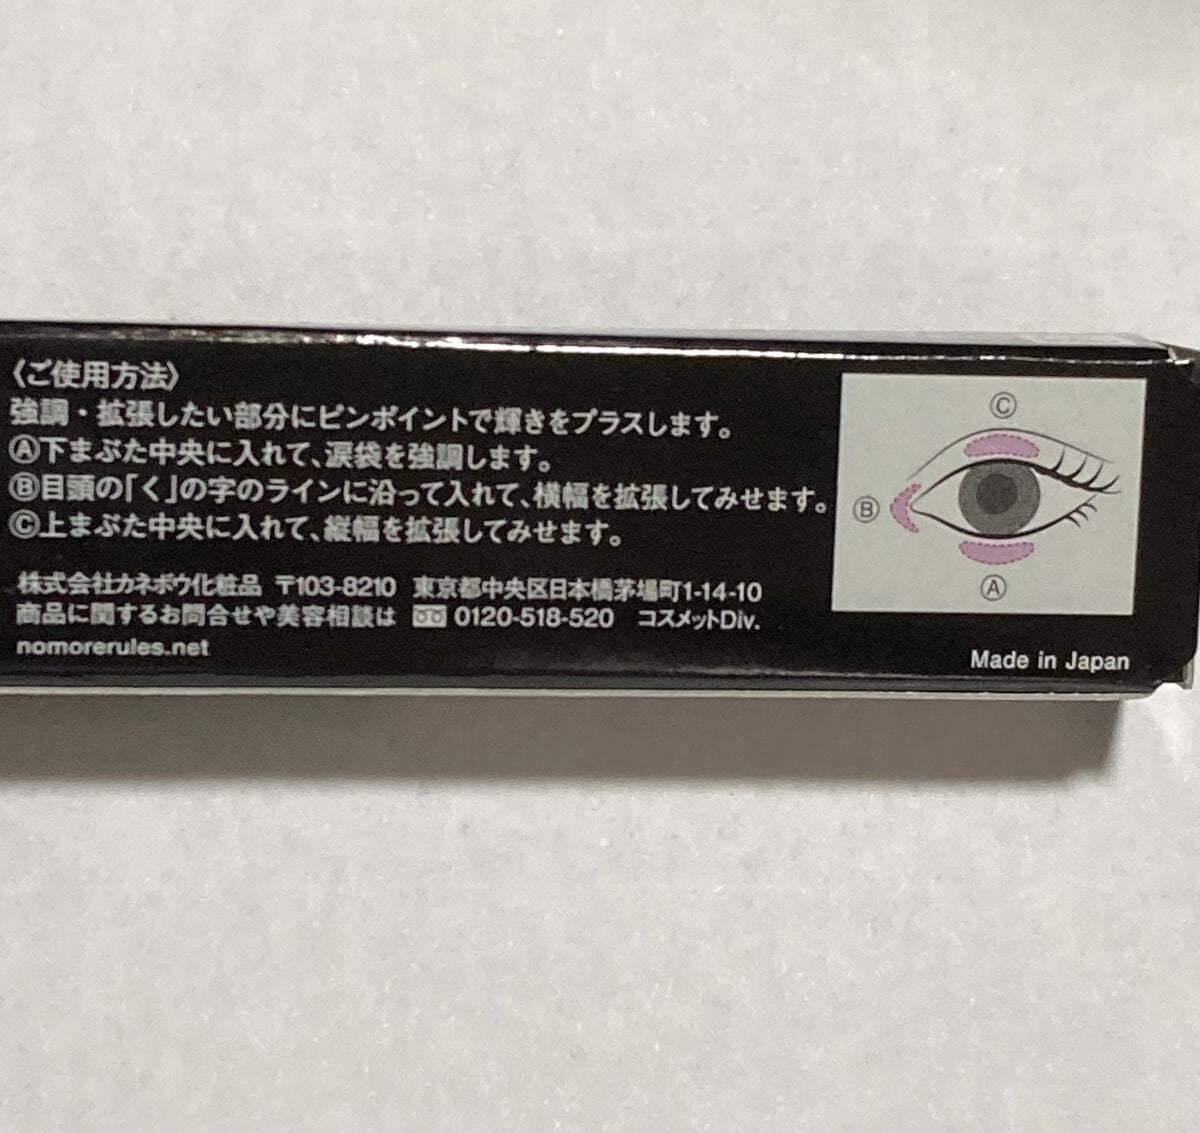 〈ご使用方法〉
強調・拡張したい部分にピンポイントで輝きをプラスします。
Ⓐ下まぶた中央に入れて、涙袋を強調します。
Ⓑ目頭の「く」の字のラインに沿って入れて、横幅を拡張してみせます。
Ⓒ上まぶた中央に入れて、縦幅を拡張してみせます。
株式会社カネボウ化粧品 〒103-8210 東京都中央区日本橋茅場町1-14-10
商品に関するお問合せや美容相談は 0120-518-520 コスメットDiv.
nomorerules.net
Ⓒ
Ⓑ
Ⓐ
Made in Japan